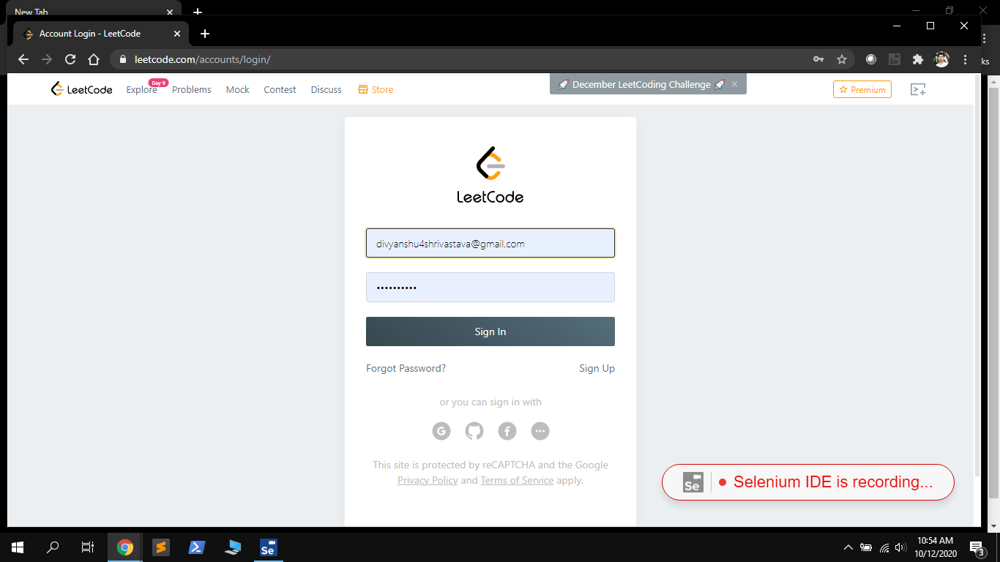 New Tab
Account Login - LeetCode
leetcode.com/accounts/login/
ks
LeetCode
Explore
Day 9
Problems
Mock
Contest
Discuss
Store
🚀 December LeetCoding Challenge 🚀
Premium
LeetCode
divyanshu4shrivastava@gmail.com
••••••••••
Sign In
Forgot Password?
Sign Up
or you can sign in with
This site is protected by reCAPTCHA and the Google
Privacy Policy and Terms of Service apply.
Se
Selenium IDE is recording...
Se
10:54 AM
10/12/2020
3